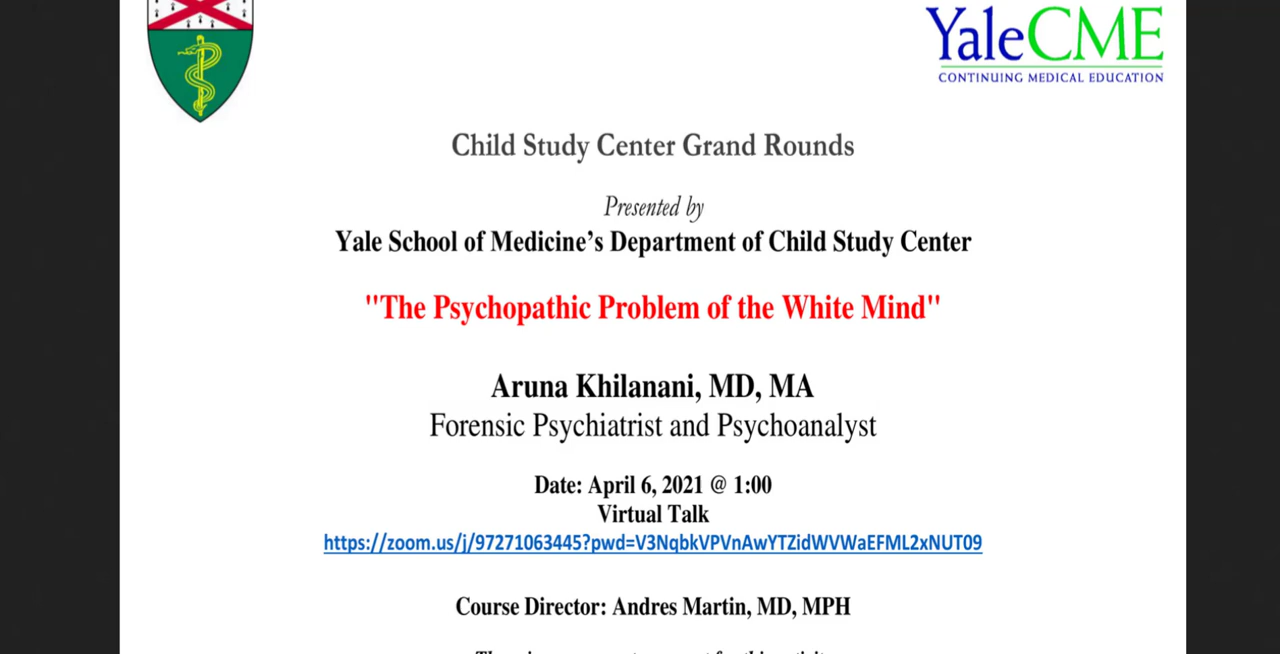 YaleCME
CONTINUING MEDICAL EDUCATION
Child Study Center Grand Rounds
Presented by
Yale School of Medicine’s Department of Child Study Center
"The Psychopathic Problem of the White Mind"
Aruna Khilanani, MD, MA
Forensic Psychiatrist and Psychoanalyst
Date: April 6, 2021 @ 1:00
Virtual Talk
https://zoom.us/j/97271063445?pwd=V3NqbkVPVnAwYTZidWVWaEFML2xNUT09
Course Director: Andres Martin, MD, MPH